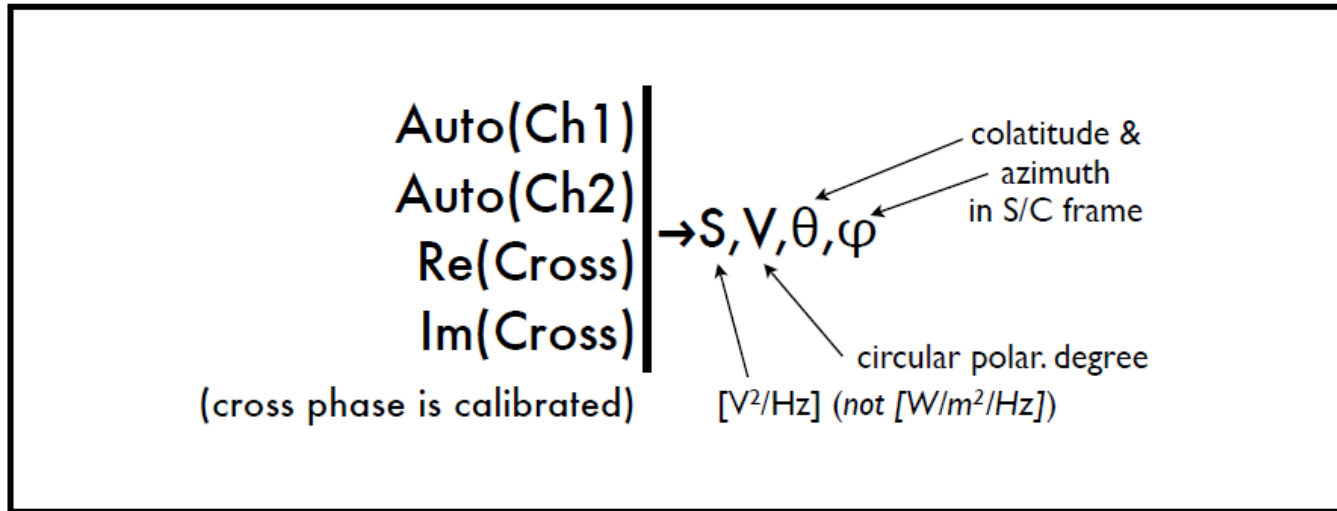 Auto(Ch1)
Auto(Ch2)
Re(Cross)
Im(Cross)
(cross phase is calibrated)
→S,V,θ,φ
colatitude &
azimuth
in S/C frame
circular polar. degree
[V²/Hz] (not [W/m²/Hz])